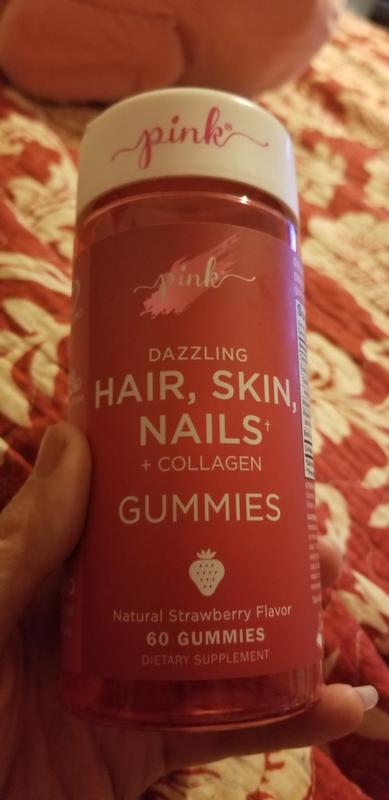 pink®
pink®
DAZZLING
HAIR, SKIN,
NAILS†
+ COLLAGEN
GUMMIES
Natural Strawberry Flavor
60 GUMMIES
DIETARY SUPPLEMENT